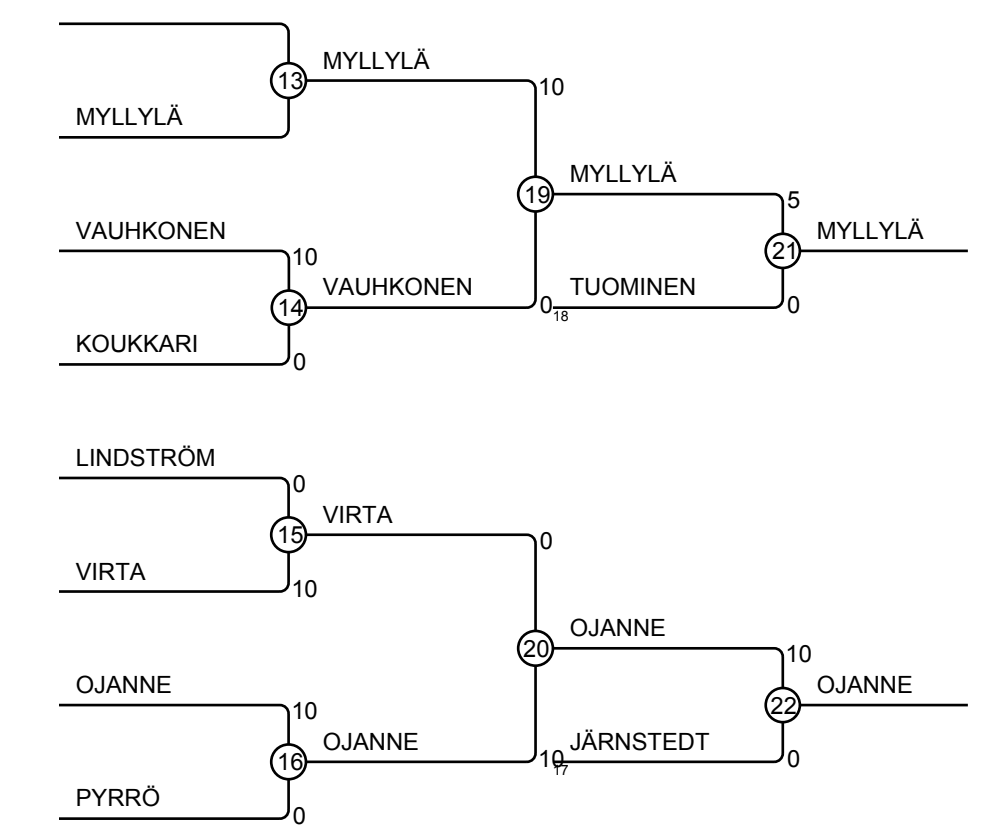 MYLLYLÄ
13
10
MYLLYLÄ
MYLLYLÄ
19
5
VAUHKONEN
10
21
MYLLYLÄ
14
VAUHKONEN
0
18
TUOMINEN
0
KOUKKARI
0
LINDSTRÖM
0
15
VIRTA
0
VIRTA
10
OJANNE
20
10
OJANNE
10
22
OJANNE
16
OJANNE
10
17
JÄRNSTEDT
0
PYRRÖ
0